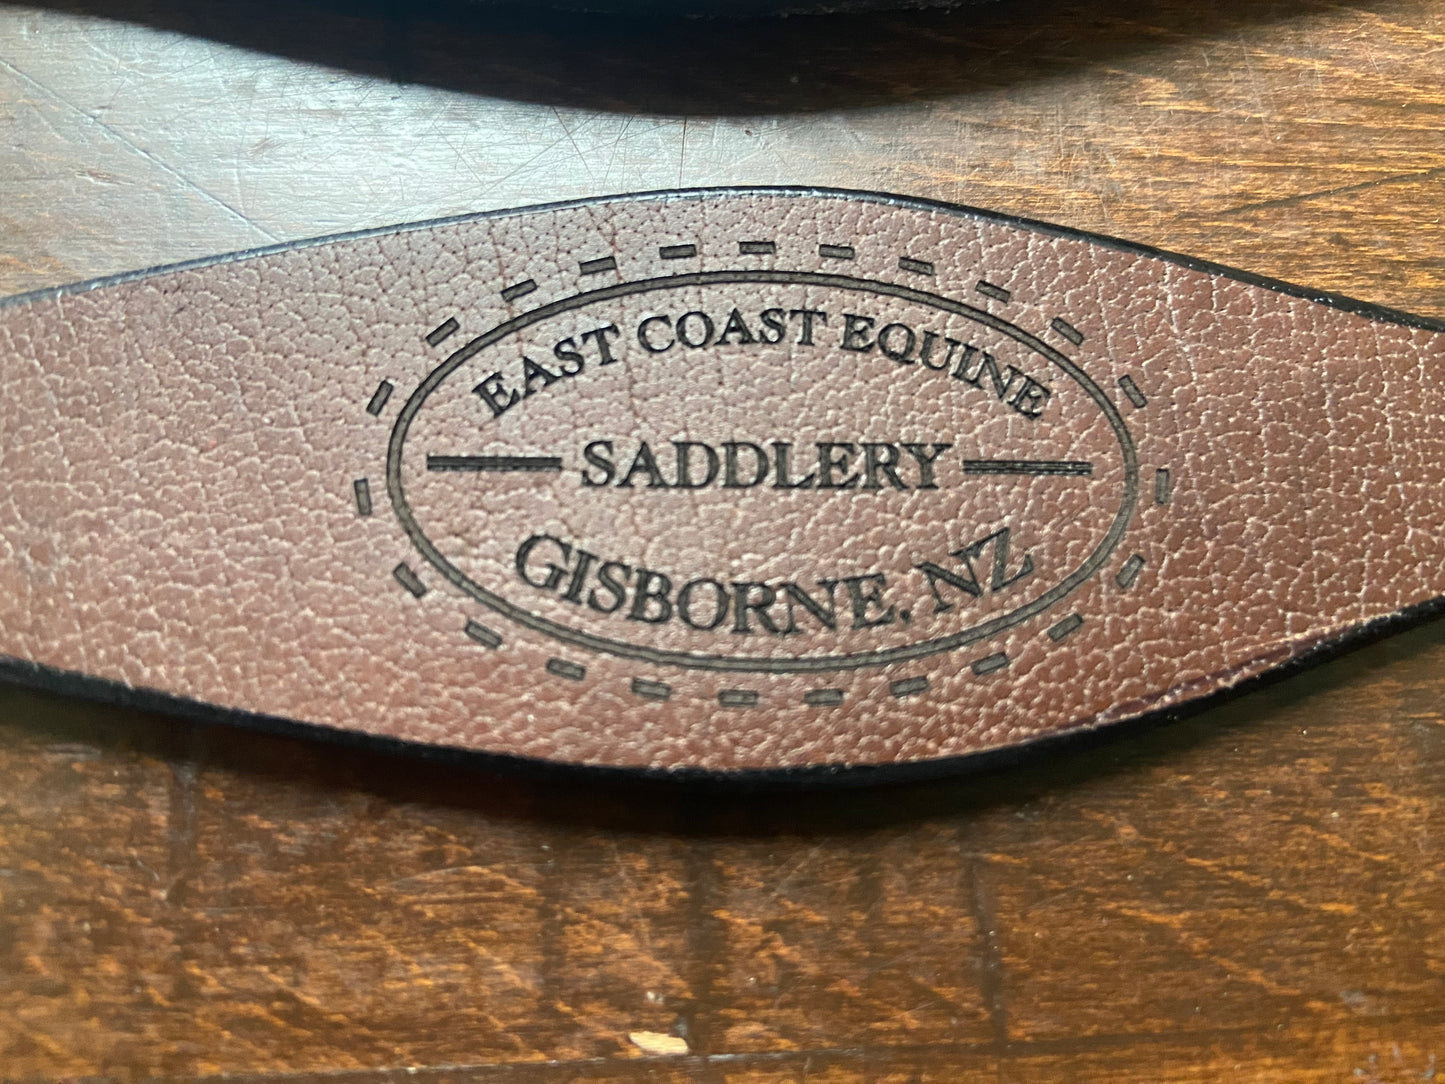 EAST COAST EQUINE
SADDLERY
GISBORNE, NZ